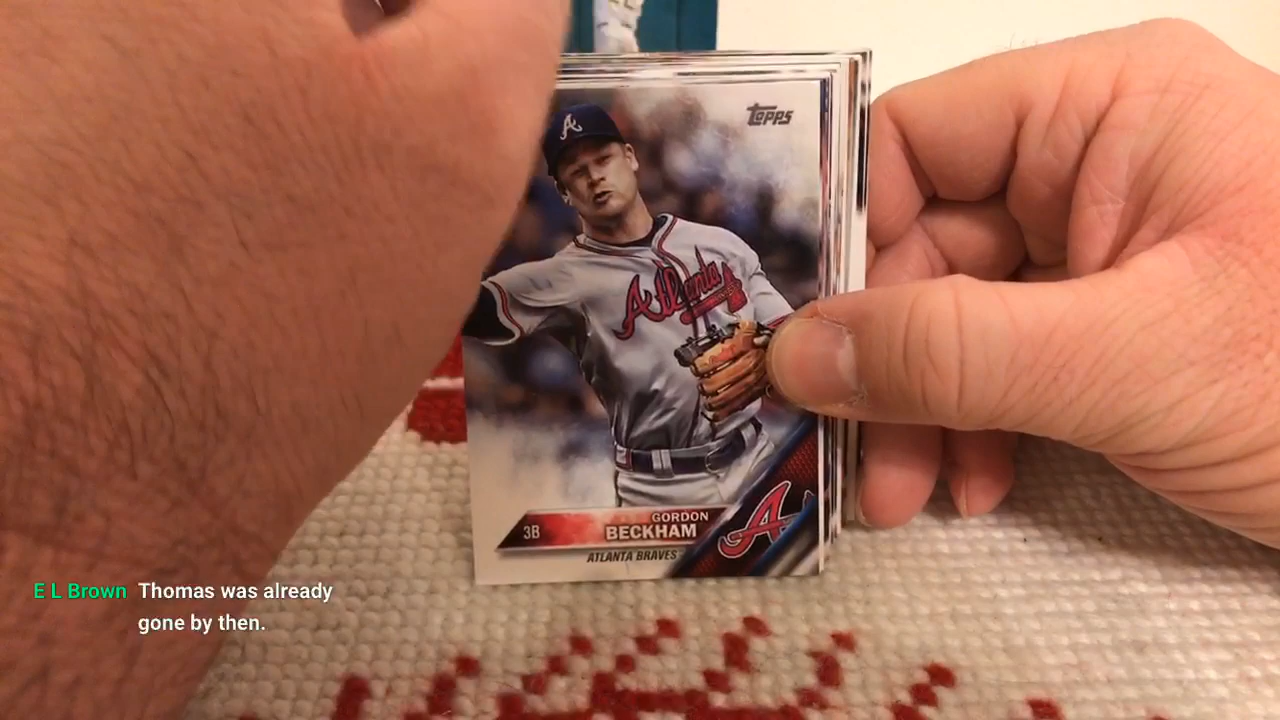 Topps
A
Atlanta
GORDON
3B BECKHAM
ATLANTA BRAVES
A
E L Brown Thomas was already
gone by then.